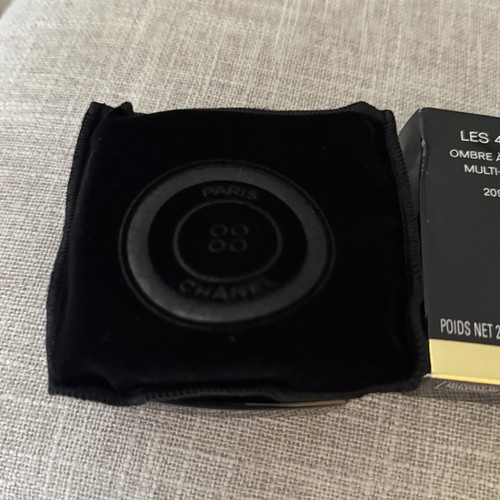 PARIS
CHANEL
LES 4
OMBRE À
MULTI-
209
POIDS NET 2